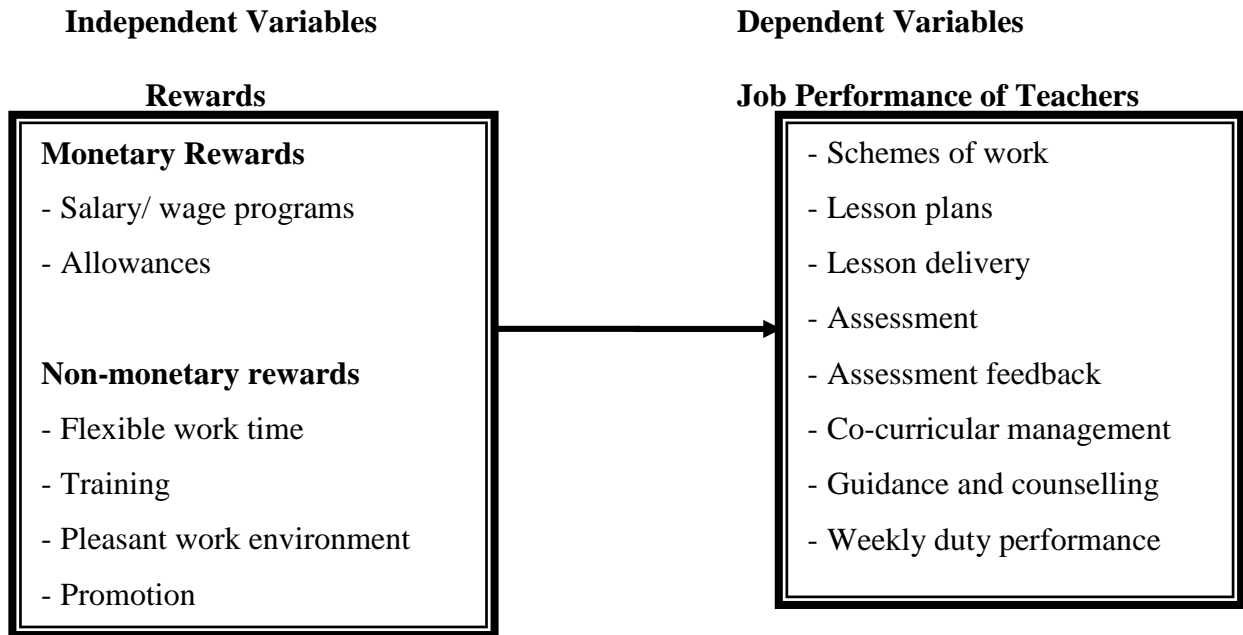 Independent Variables
Rewards
Monetary Rewards
- Salary/ wage programs
- Allowances
Non-monetary rewards
- Flexible work time
- Training
- Pleasant work environment
- Promotion
Dependent Variables
Job Performance of Teachers
- Schemes of work
- Lesson plans
- Lesson delivery
- Assessment
- Assessment feedback
- Co-curricular management
- Guidance and counselling
- Weekly duty performance